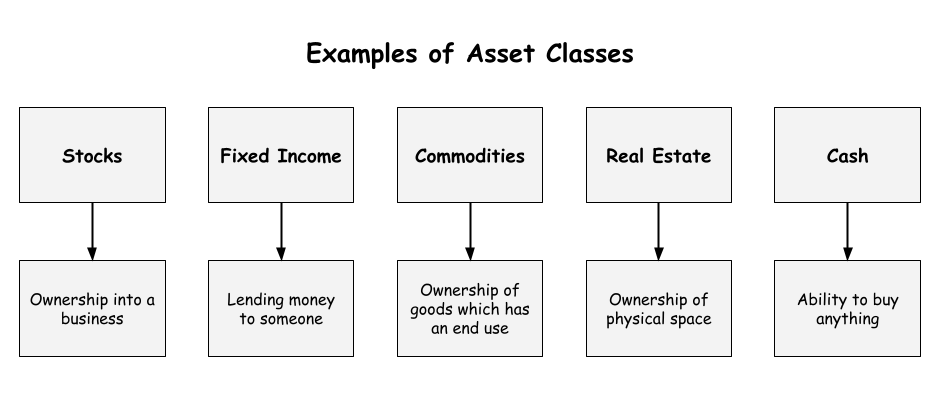 Examples of Asset Classes
Stocks
Fixed Income
Commodities
Real Estate
Cash
Ownership into a
business
Lending money
to someone
Ownership of
goods which has
an end use
Ownership of
physical space
Ability to buy
anything